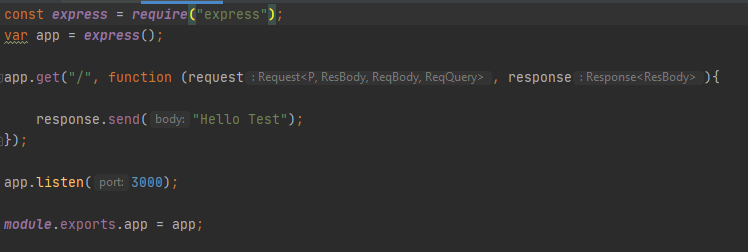 const express = require("express");
var app = express();
app.get("/", function (request : Request<P, ResBody, ReqBody, ReqQuery> , response : Response<ResBody> ){
response.send( body: "Hello Test");
});
app.listen( port: 3000);
module.exports.app = app;